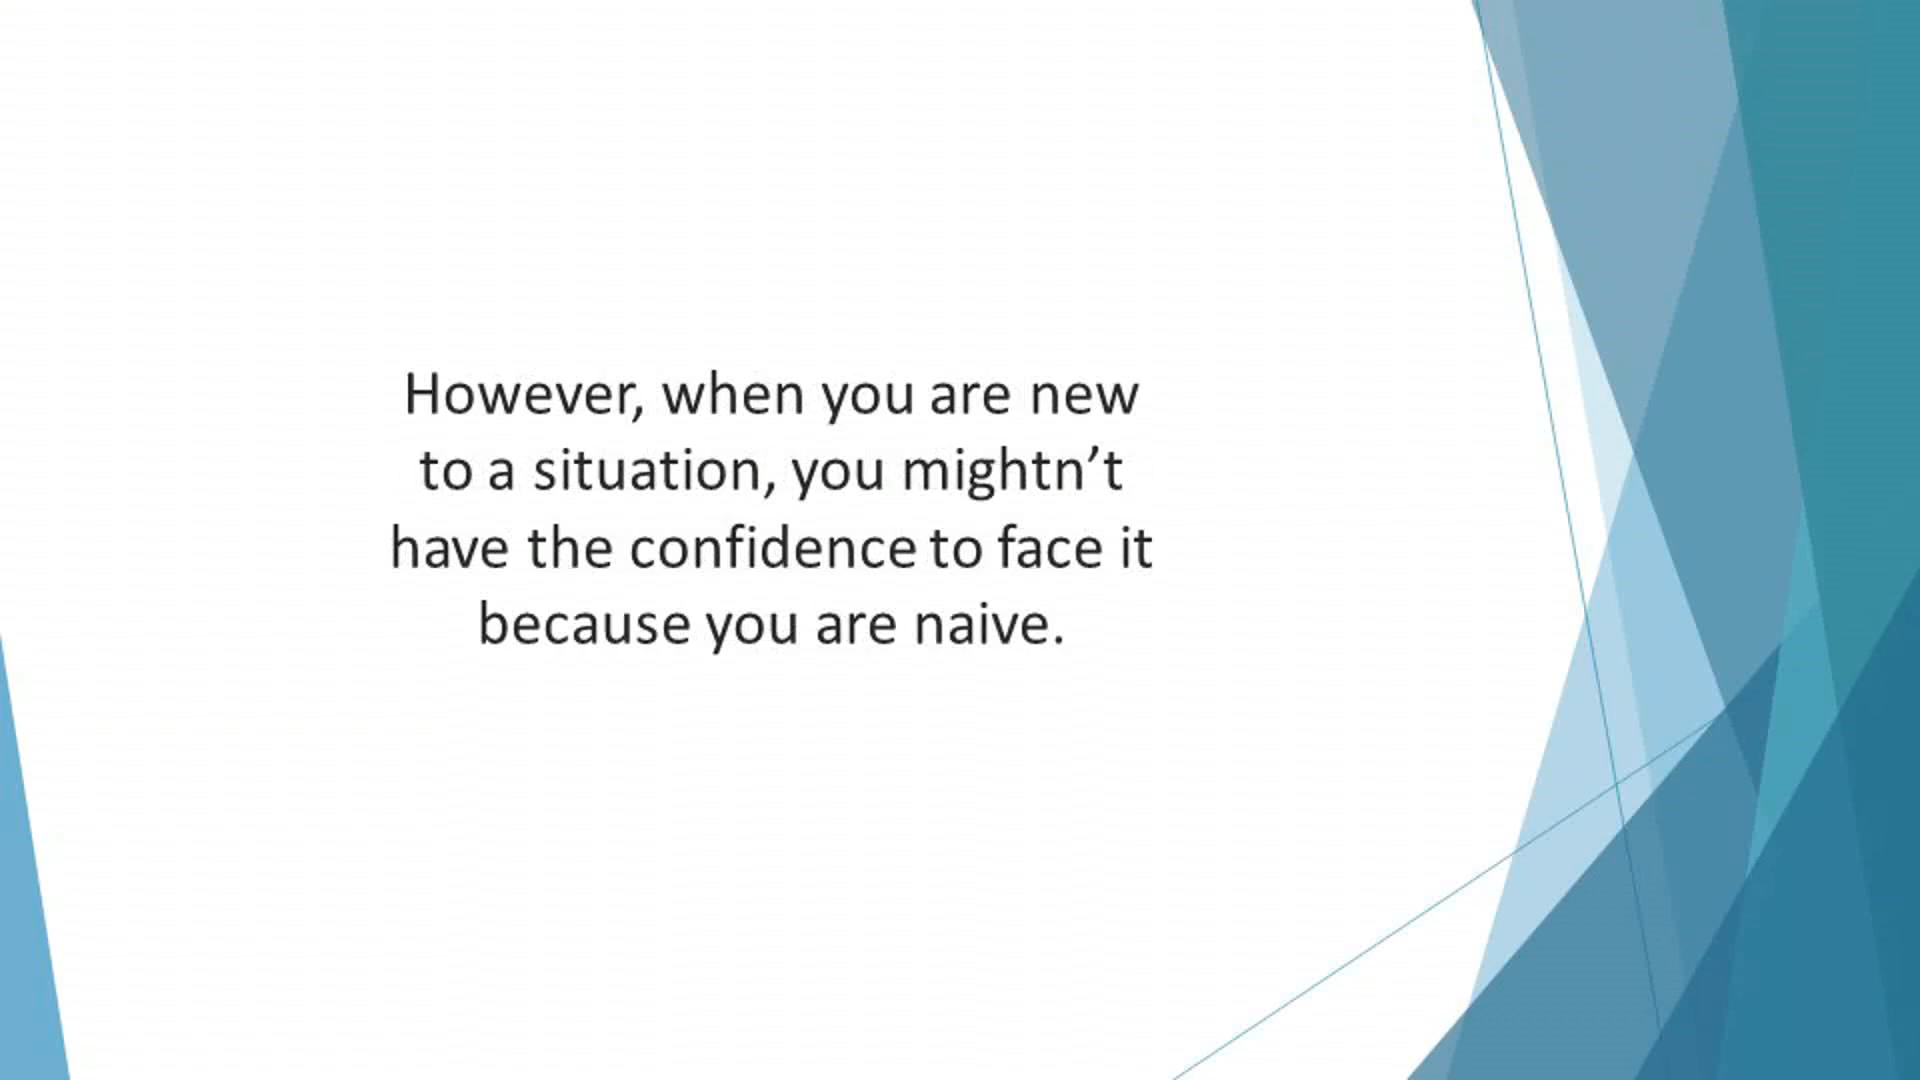 However, when you are new
to a situation, you mightn’t
have the confidence to face it
because you are naive.